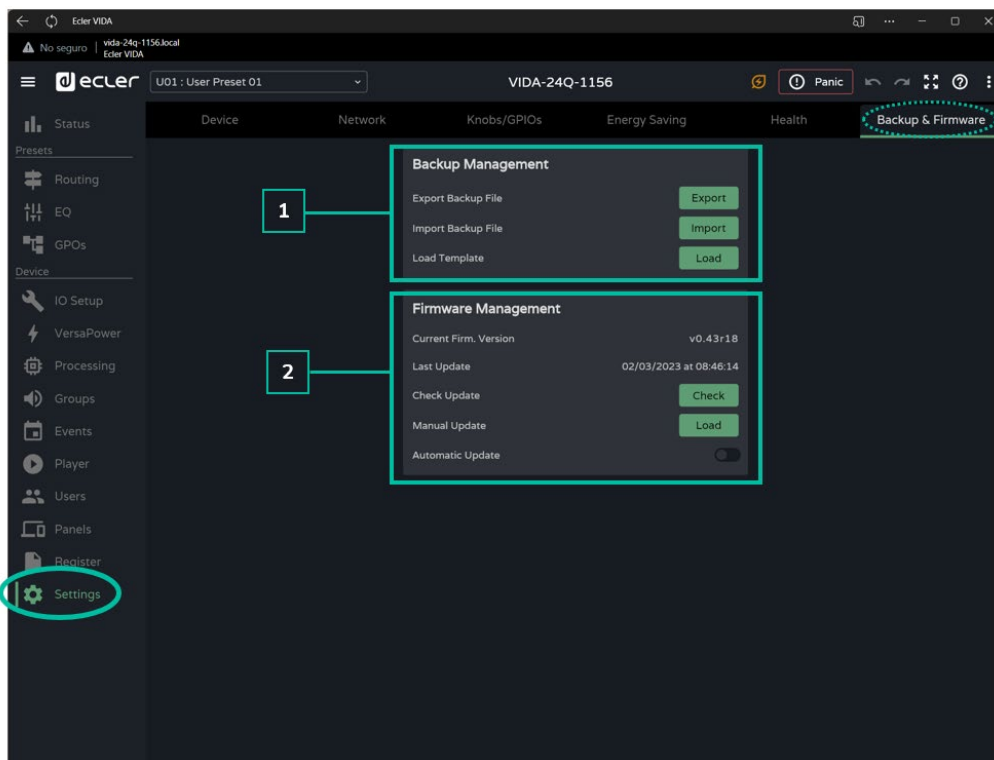 Ecler VIDA
No seguro
vida-24q-1156.local
Ecler VIDA
ecler
U01 : User Preset 01
VIDA-24Q-1156
Panic
Status
Device
Network
Knobs/GPIOs
Energy Saving
Health
Backup & Firmware
Presets
Routing
EQ
GPOs
Device
IO Setup
VersaPower
Processing
Groups
Events
Player
Users
Panels
Register
Settings
1
Backup Management
Export Backup File
Export
Import Backup File
Import
Load Template
Load
2
Firmware Management
Current Firm. Version
v0.43r18
Last Update
02/03/2023 at 08:46:14
Check Update
Check
Manual Update
Load
Automatic Update